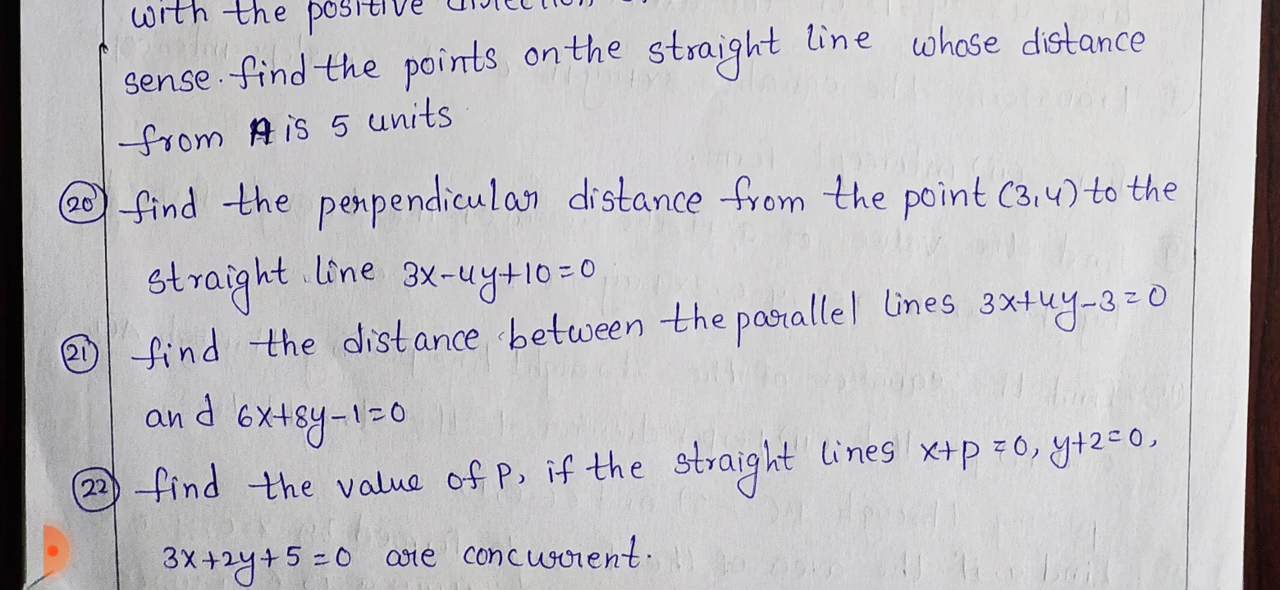 with the positive
sense. find the points on the straight line whose distance
from A is 5 units
20 find the perpendicular distance from the point (3,4) to the
straight line 3x-4y+10=0
21 find the distance between the parallel lines 3x+4y-3=0
and 6x+8y-1=0
22 find the value of P, if the straight lines x+p=0, y+2=0,
3x+2y+5=0 are concurrent.